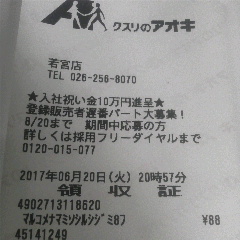 クスリのアオキ
若宮店
TEL 026-256-8070
★入社祝い金10万円進呈★
登録販売者遅番パート大募集!
8/20まで 期間中応募の方
詳しくは採用フリーダイヤルまで
0120-015-077
2017年06月20日(火) 20時57分
領 収 証
4902713118620
マルコメナマミソシルシジミ8フ ¥88
45141249